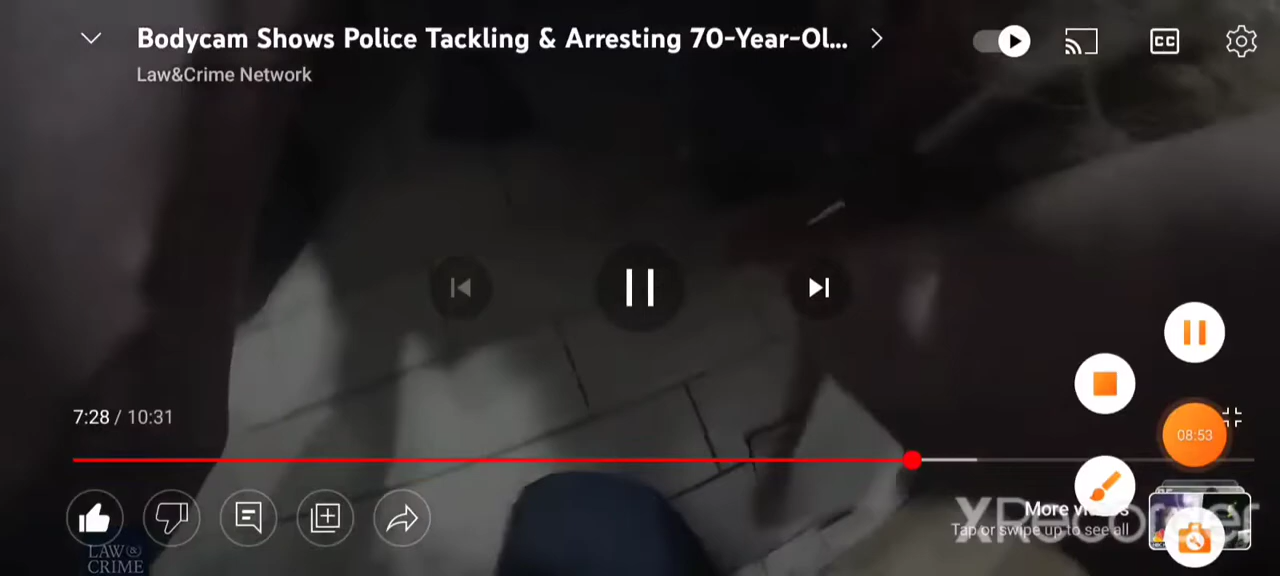 Bodycam Shows Police Tackling & Arresting 70-Year-Ol...
Law&Crime Network
CC
7:28 / 10:31
08:53
More
Tap or swipe up to see all
XRecorder
LAW&
CRIME